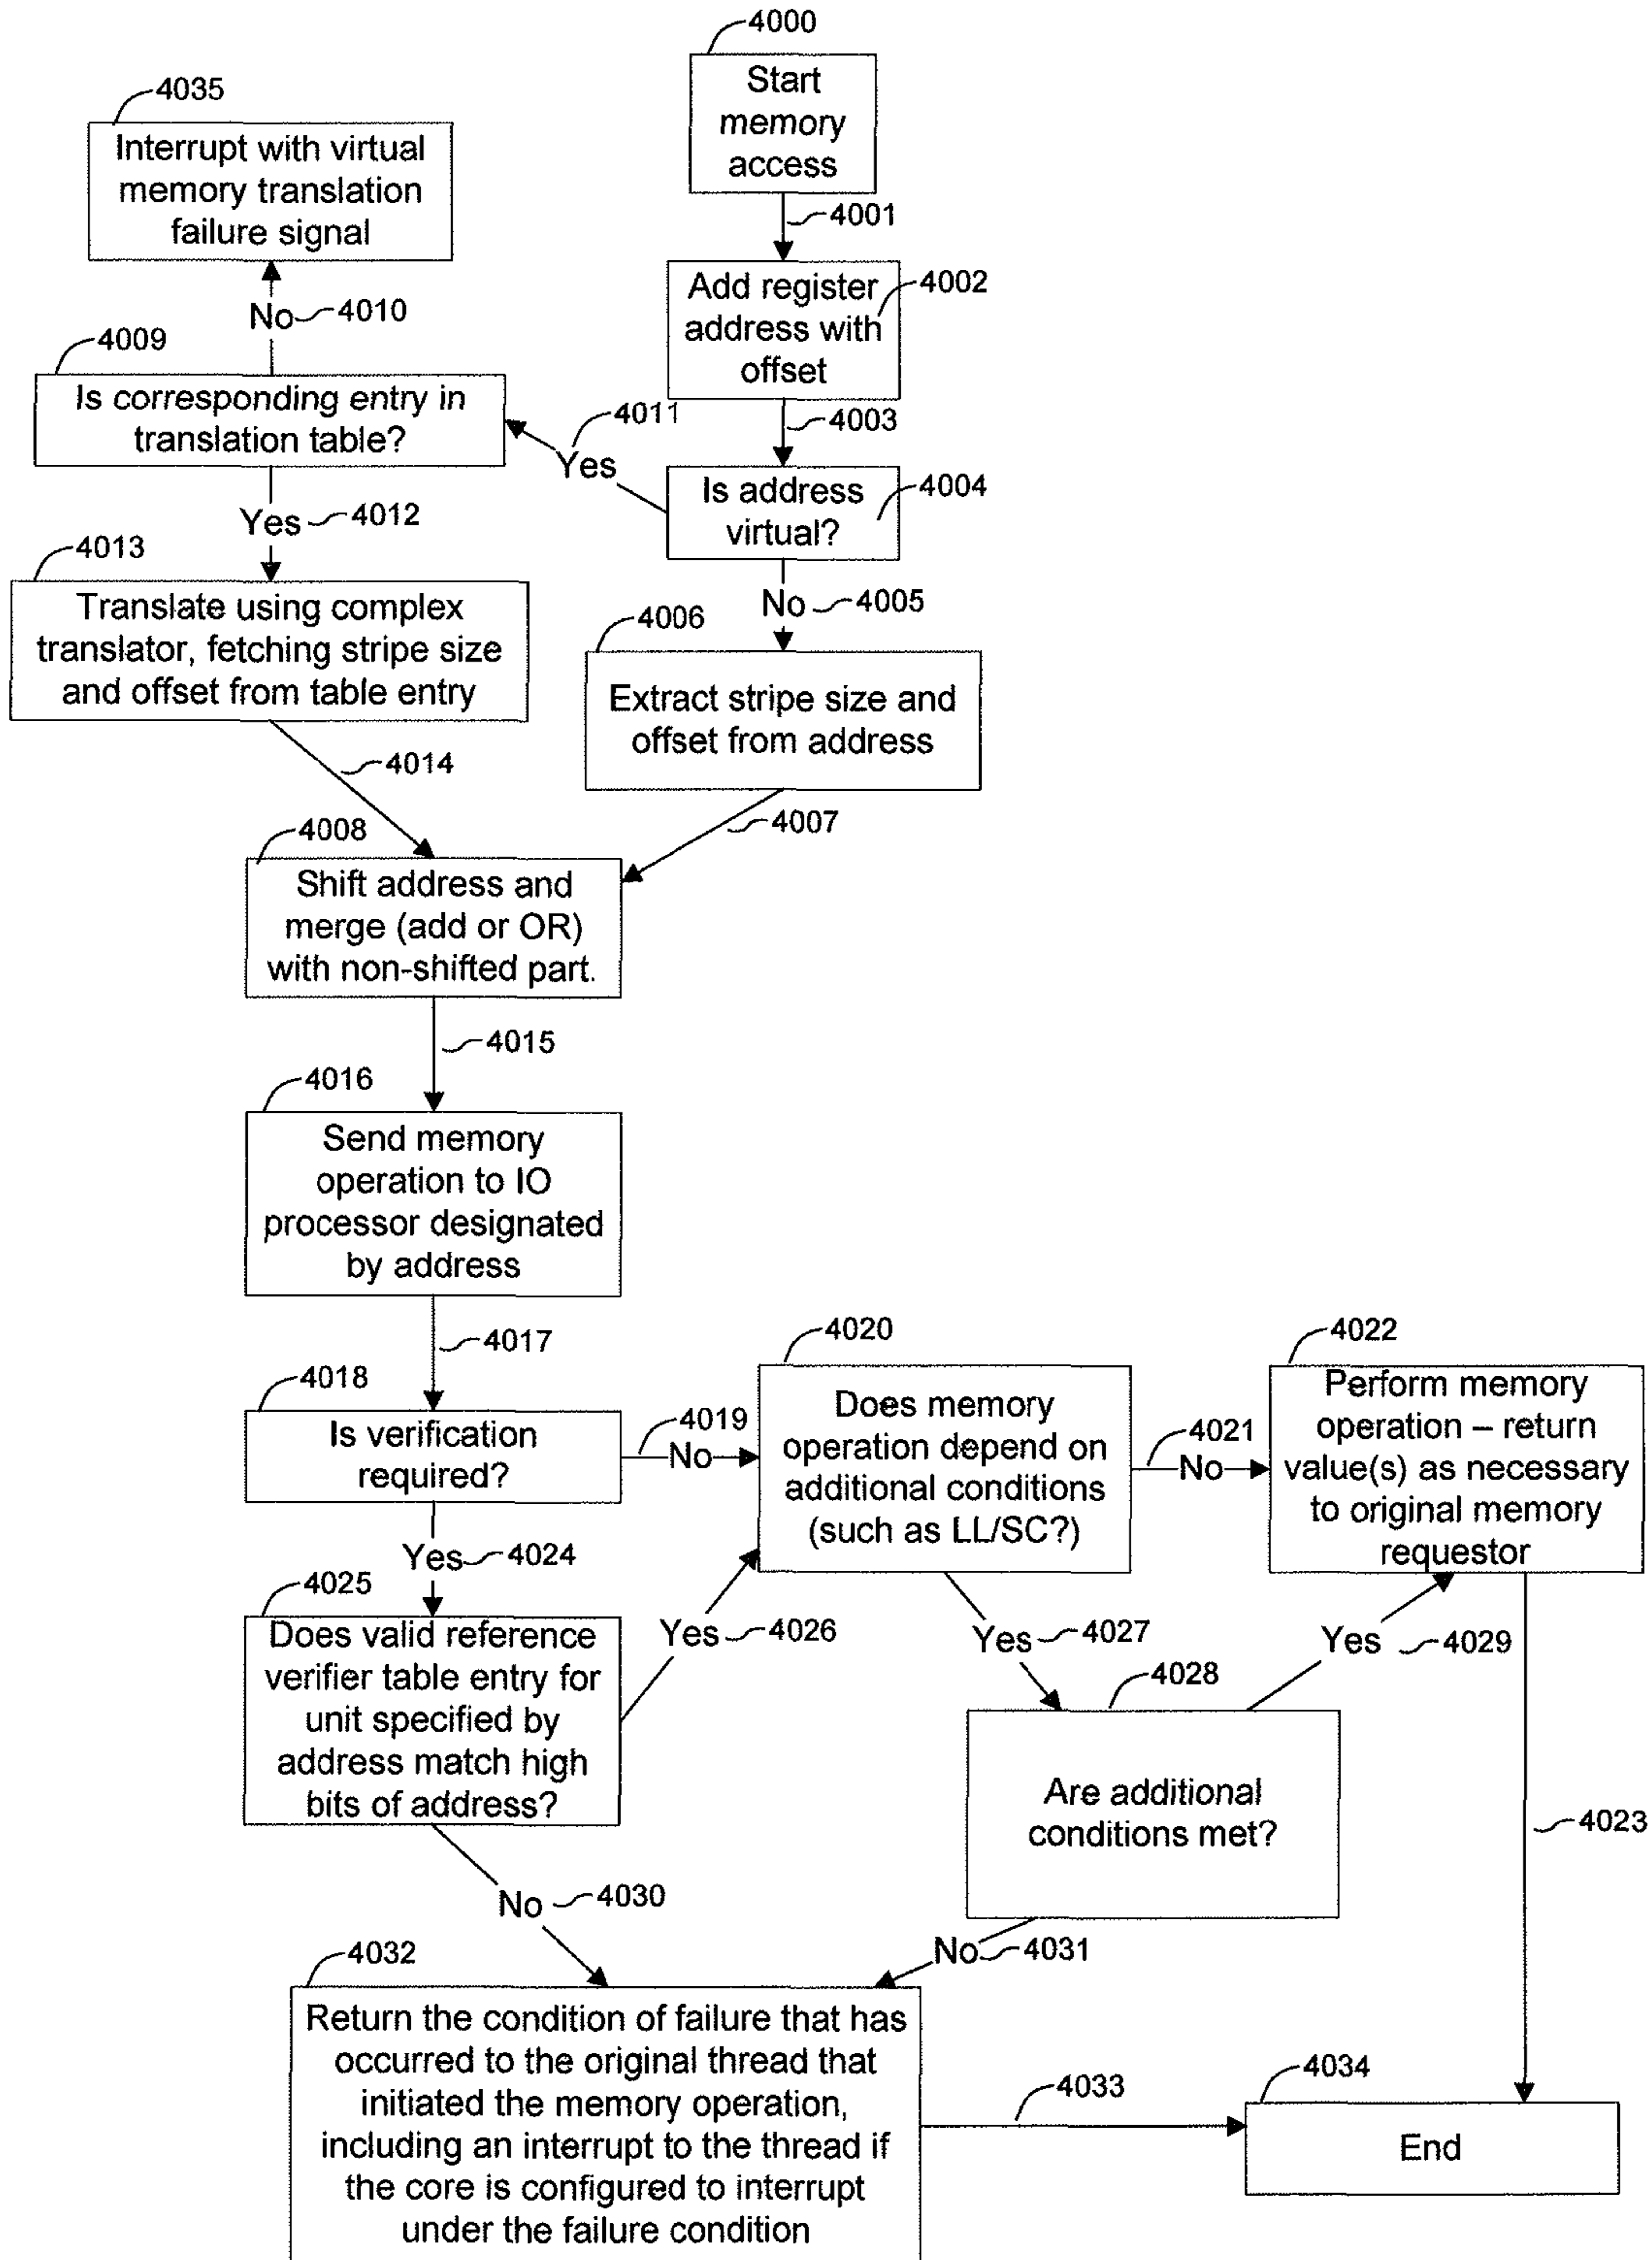 4000
Start
memory
access
4035
Interrupt with virtual
memory translation
failure signal
4001
Add register
address with
offset
4002
No
4010
4009
Is corresponding entry in
translation table?
4011
Yes
4003
Is address
virtual?
4004
Yes
4012
No
4005
4013
Translate using complex
translator, fetching stripe size
and offset from table entry
4006
Extract stripe size and
offset from address
4014
4007
4008
Shift address and
merge (add or OR)
with non-shifted part.
4015
4016
Send memory
operation to IO
processor designated
by address
4017
4018
Is verification
required?
4019
No
4020
Does memory
operation depend on
additional conditions
(such as LL/SC?)
4021
No
4022
Perform memory
operation – return
value(s) as necessary
to original memory
requestor
Yes
4024
4025
Does valid reference
verifier table entry for
unit specified by
address match high
bits of address?
Yes
4026
Yes
4027
Yes
4029
4028
Are additional
conditions met?
4023
No
4030
No
4031
4032
Return the condition of failure that has
occurred to the original thread that
initiated the memory operation,
including an interrupt to the thread if
the core is configured to interrupt
under the failure condition
4033
4034
End